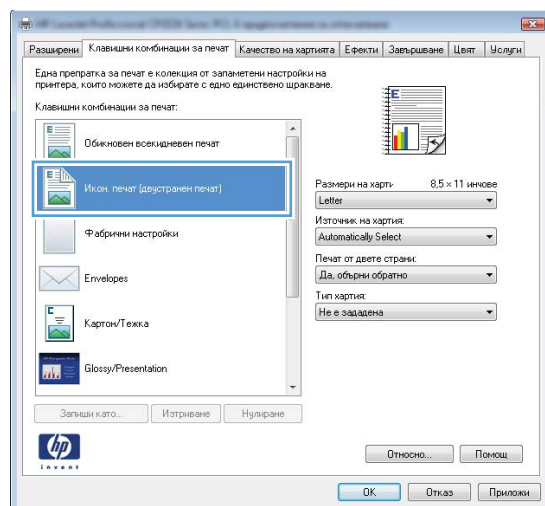 Разширени Клавишни комбинации за печат Качество на хартията Ефекти Завършване Цвят Услуги
Една препратка за печат е колекция от запаметени настройки на
принтера, които можете да избирате с едно единствено щракване.
Клавишни комбинации за печат:
Обикновен всекидневен печат
Икон. печат (двустранен печат)
Фабрични настройки
Envelopes
Картон/Тежка
Glossy/Presentation
Запиши като... Изтриване Нулиране
Размери на харти 8,5 × 11 инчове
Letter
Източник на хартия:
Automatically Select
Печат от двете страни:
Да, обърни обратно
Тип хартия:
Не е зададена
hp
invent
Относно... Помощ
OK Отказ Приложи